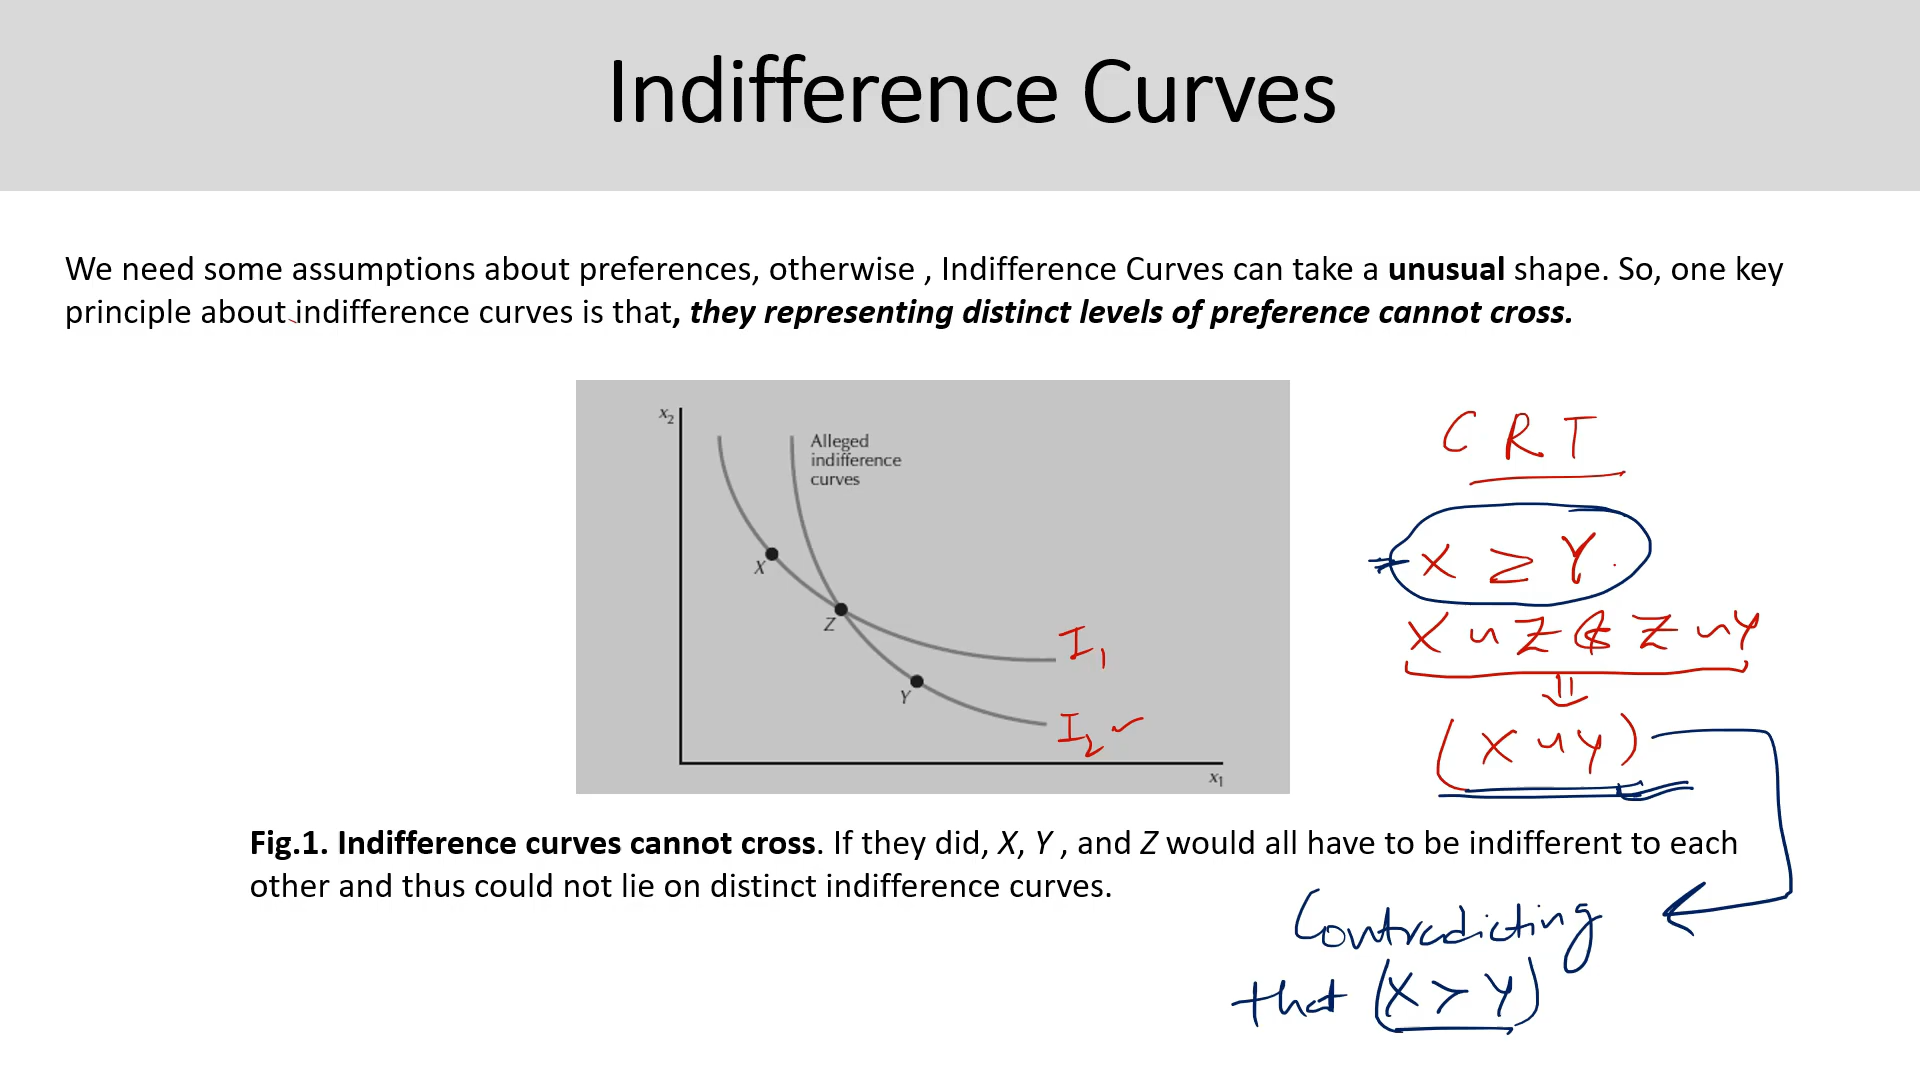 Indifference Curves
We need some assumptions about preferences, otherwise , Indifference Curves can take a unusual shape. So, one key
principle about indifference curves is that, they representing distinct levels of preference cannot cross.
x₂
Alleged
indifference
curves
X
Z
Y
I₁
I₂ ✓
x₁
C R T
X ≥ Y
X ~ Z & Z ~ Y
⇓
(X ~ Y)
Fig.1. Indifference curves cannot cross. If they did, X, Y , and Z would all have to be indifferent to each
other and thus could not lie on distinct indifference curves.
Contradicting
that (X > Y)